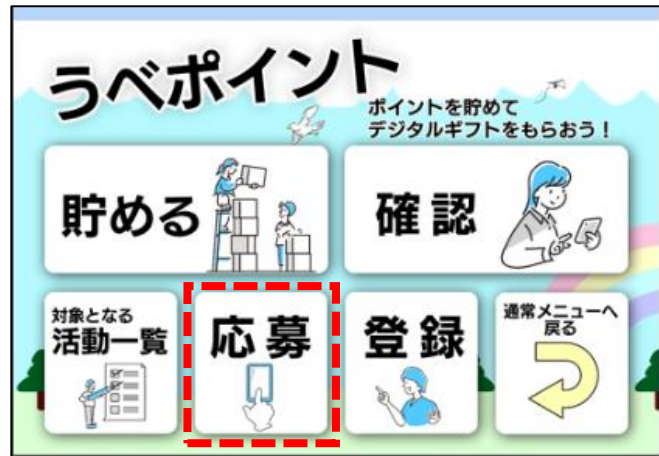 うべポイント
ポイントを貯めて
デジタルギフトをもらおう！
貯める
確認
対象となる
活動一覧
応募
登録
通常メニューへ
戻る